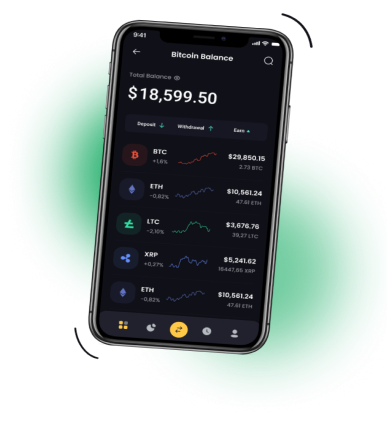 9:41
Bitcoin Balance
Total Balance
$18,599.50
Deposit ↓ Withdrawal ↑ Earn
BTC $29,850.15
+1,6% 2.73 BTC
ETH $10,561.24
-0,82% 47.61 ETH
LTC $3,676.76
-2,10% 39,27 LTC
XRP $5,241.62
+0,27% 16447.65 XRP
ETH $10,561.24
-0,82% 47.61 ETH